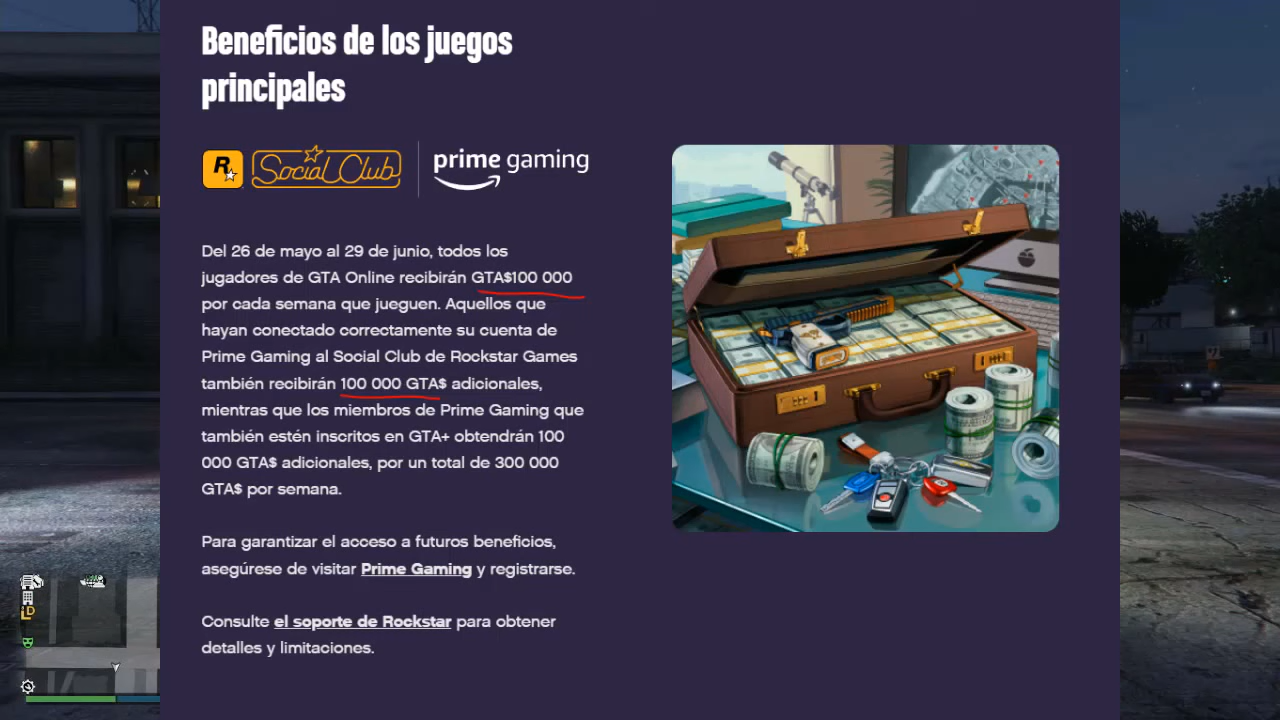 Beneficios de los juegos
principales
R
Social Club
prime gaming
Del 26 de mayo al 29 de junio, todos los
jugadores de GTA Online recibirán GTA$100 000
por cada semana que jueguen. Aquellos que
hayan conectado correctamente su cuenta de
Prime Gaming al Social Club de Rockstar Games
también recibirán 100 000 GTA$ adicionales,
mientras que los miembros de Prime Gaming que
también estén inscritos en GTA+ obtendrán 100
000 GTA$ adicionales, por un total de 300 000
GTA$ por semana.
Para garantizar el acceso a futuros beneficios,
asegúrese de visitar Prime Gaming y registrarse.
Consulte el soporte de Rockstar para obtener
detalles y limitaciones.